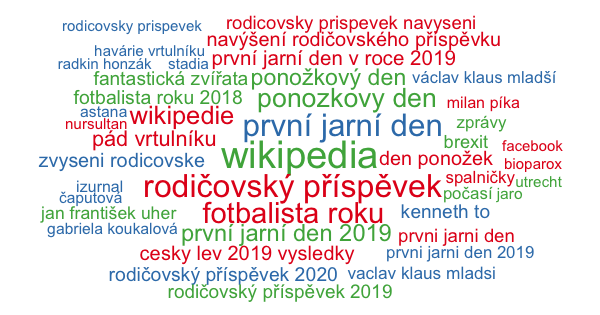 rodicovsky prispevek navyseni
rodicovsky prispevek
navýšení rodičovského příspěvku
havárie vrtulníku
první jarní den v roce 2019
radkin honzák
stadia
fantastická zvířata
ponožkový den
václav klaus mladší
fotbalista roku 2018
ponozkovy den
milan píka
astana
wikipedie
první jarní den
zprávy
nursultan
pád vrtulníku
brexit
facebook
zvyseni rodicovske
wikipedia
den ponožek
bioparox
spalničky
utrecht
izurnal
rodičovský příspěvek
počasí jaro
čaputová
jan františek uher
fotbalista roku
kenneth to
gabriela koukalová
první jarní den 2019
prvni jarni den
cesky lev 2019 vysledky
prvni jarni den 2019
rodičovský příspěvek 2020
vaclav klaus mladsi
rodičovský příspěvek 2019